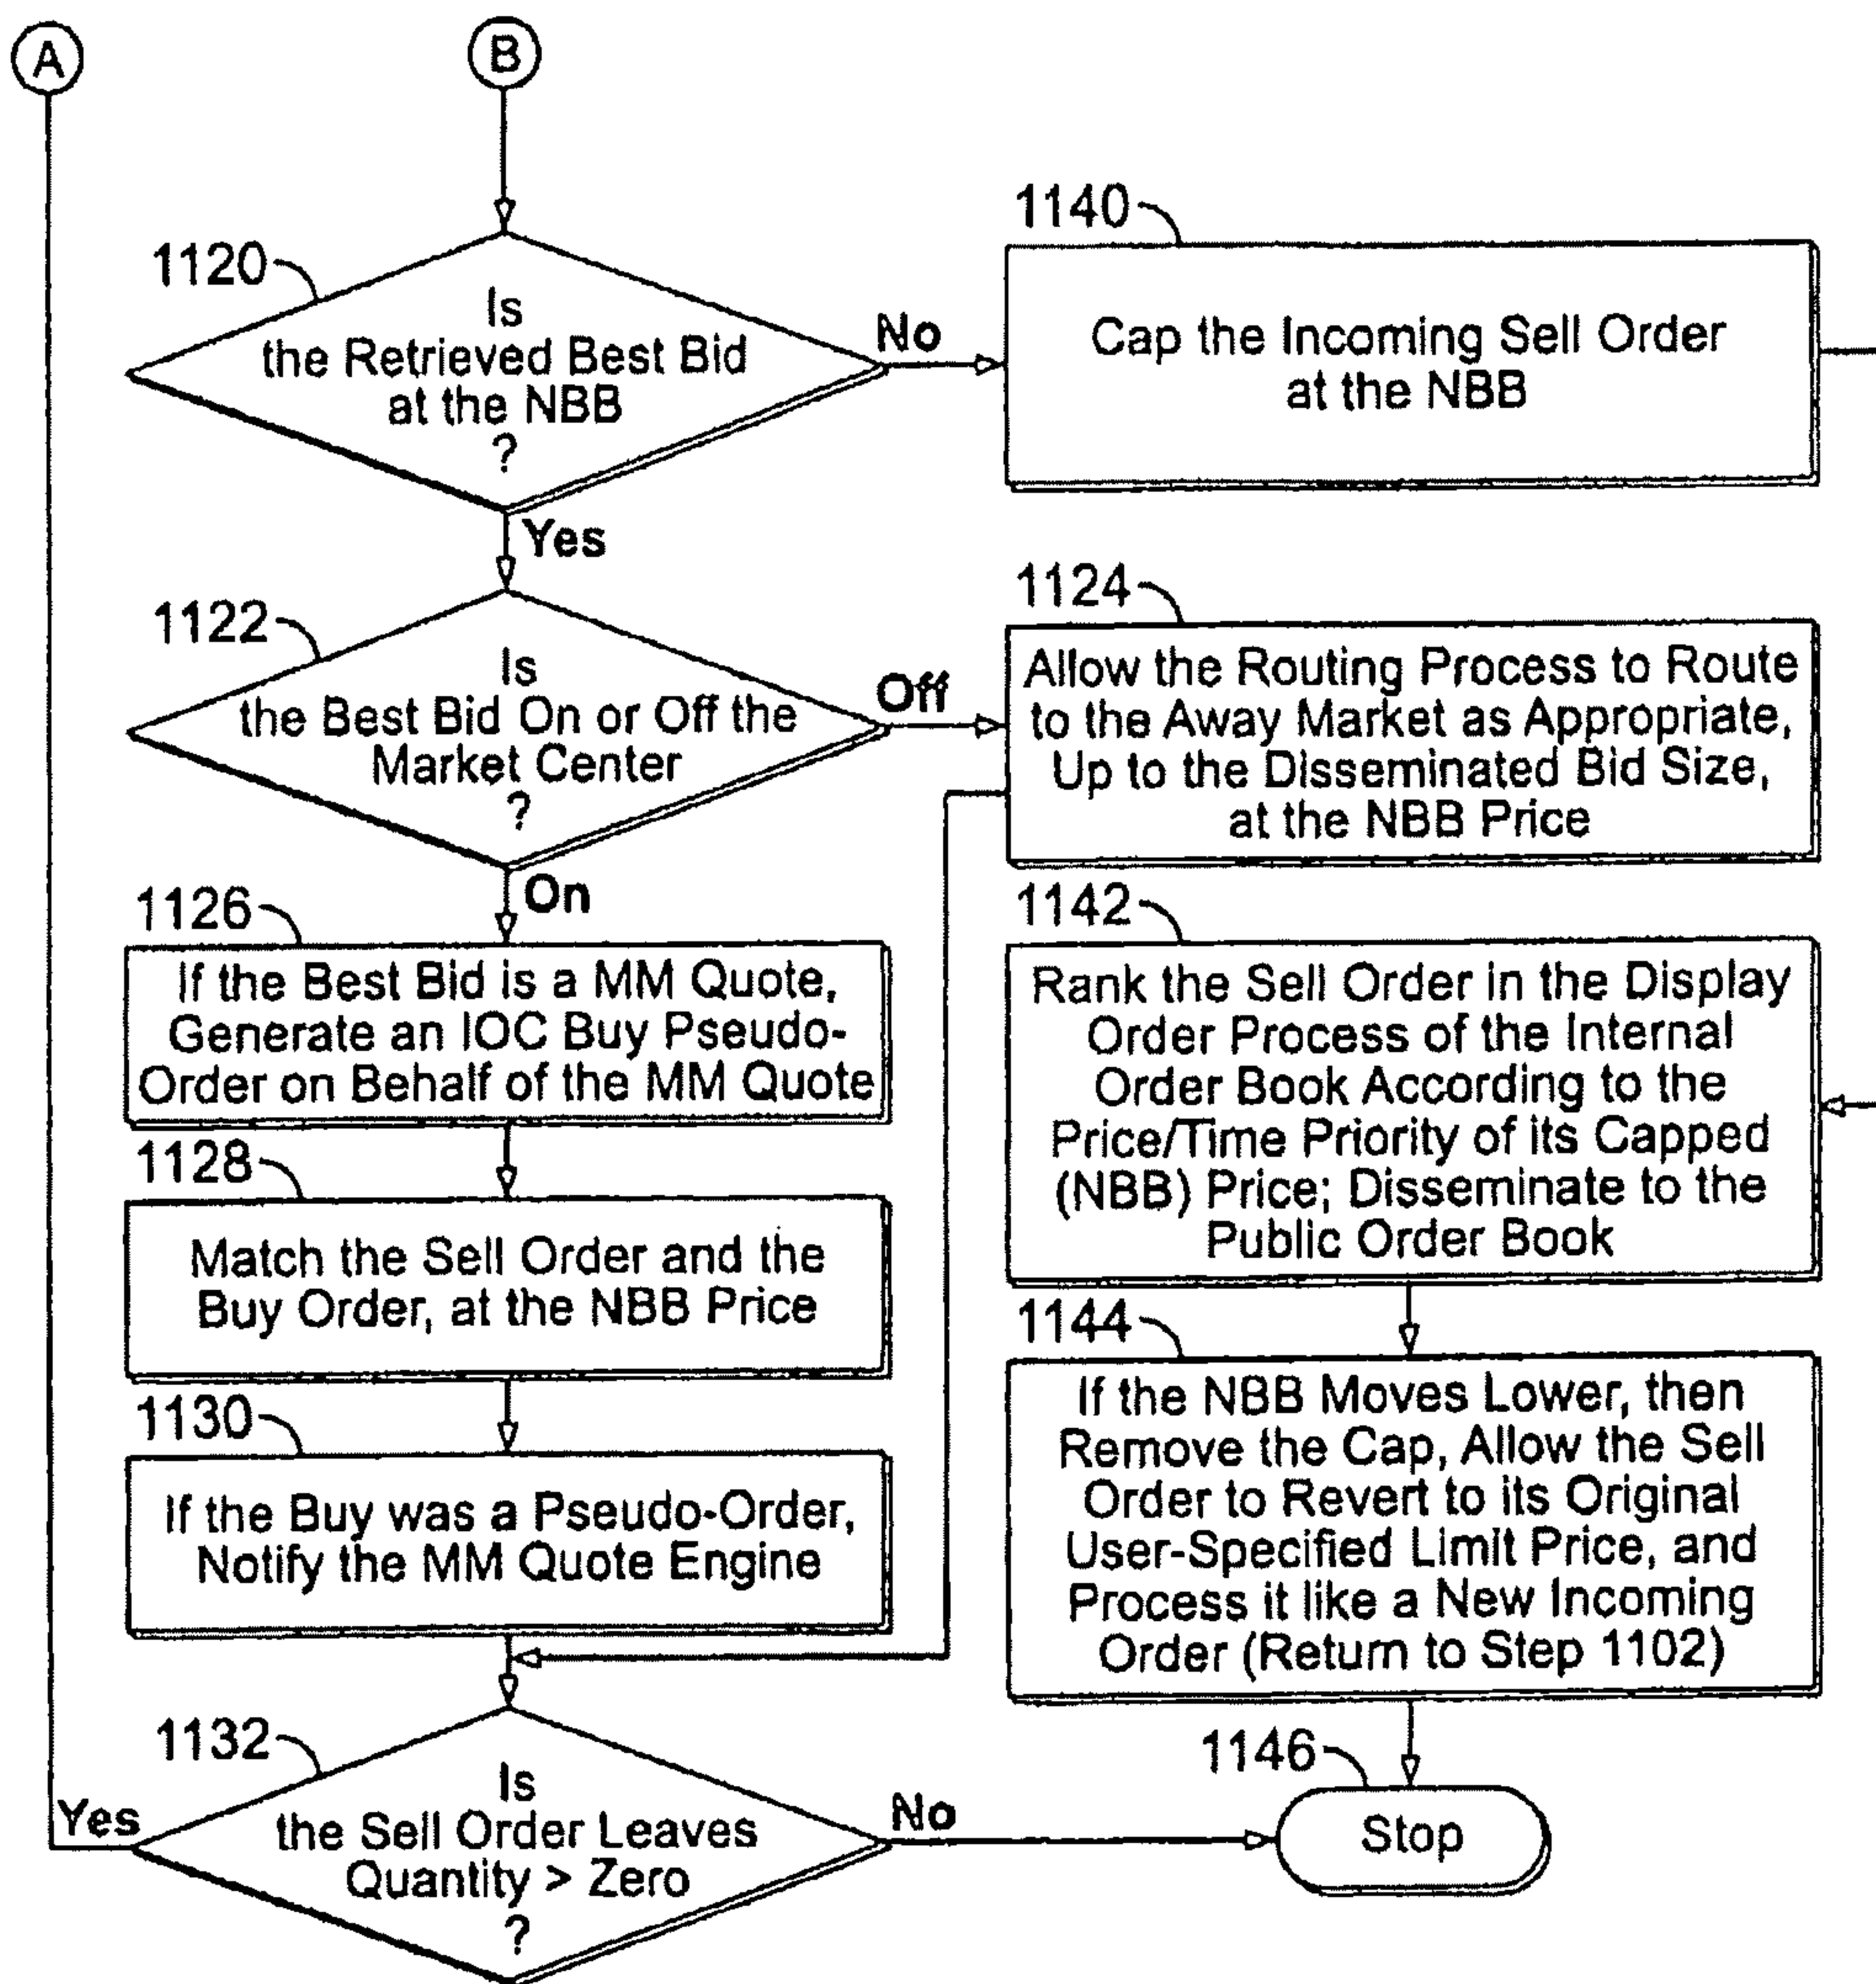 A
B
1120
Is
the Retrieved Best Bid
at the NBB
?
No
Yes
1140
Cap the Incoming Sell Order
at the NBB
1122
Is
the Best Bid On or Off the
Market Center
?
Off
On
1124
Allow the Routing Process to Route
to the Away Market as Appropriate,
Up to the Disseminated Bid Size,
at the NBB Price
1126
If the Best Bid is a MM Quote,
Generate an IOC Buy Pseudo-
Order on Behalf of the MM Quote
1128
Match the Sell Order and the
Buy Order, at the NBB Price
1130
If the Buy was a Pseudo-Order,
Notify the MM Quote Engine
1142
Rank the Sell Order in the Display
Order Process of the Internal
Order Book According to the
Price/Time Priority of its Capped
(NBB) Price; Disseminate to the
Public Order Book
1144
If the NBB Moves Lower, then
Remove the Cap, Allow the Sell
Order to Revert to its Original
User-Specified Limit Price, and
Process it like a New Incoming
Order (Return to Step 1102)
1132
Is
the Sell Order Leaves
Quantity > Zero
?
Yes
No
1146
Stop